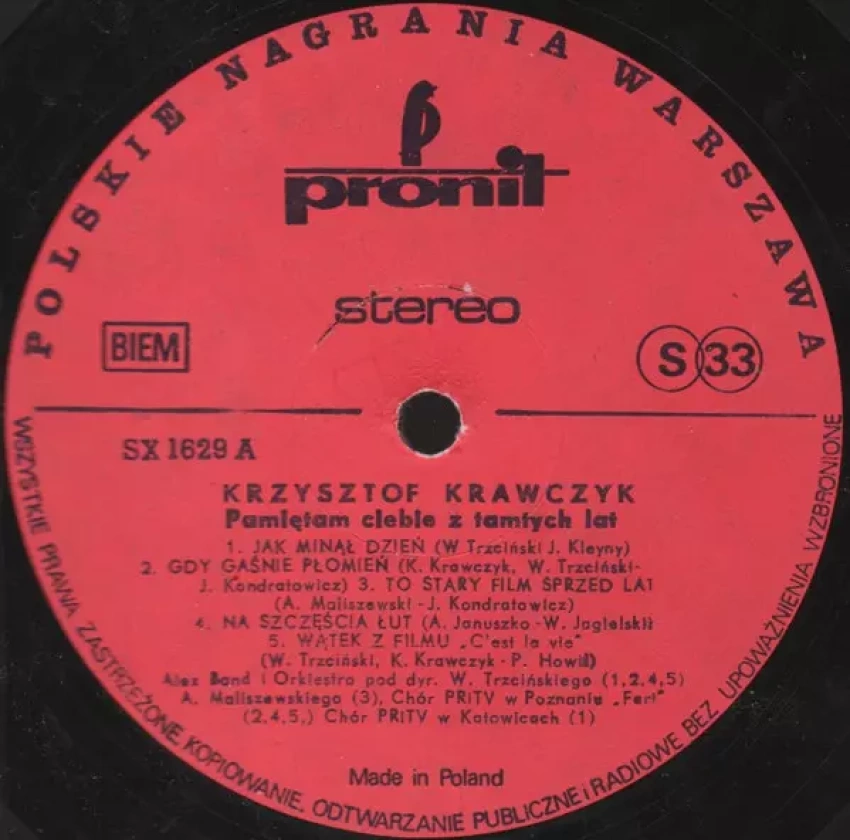 POLSKIE NAGRANIA WARSZAWA
pronit
stereo
BIEM
S 33
SX 1629 A
KRZYSZTOF KRAWCZYK
Pamiętam ciebie z tamtych lat
1. JAK MINĄŁ DZIEŃ (W. Trzciński J. Kleyny)
2. GDY GAŚNIE PŁOMIEŃ (K. Krawczyk, W. Trzciński-
J. Kondratowicz) 3. TO STARY FILM SPRZED LAT
(A. Maliszewski - J. Kondratowicz)
4. NA SZCZĘŚCIA ŁUT (A. Januszko - W. Jagielski)
5. WĄTEK Z FILMU „C'est la vie"
(W. Trzciński, K. Krawczyk - P. Howil)
Alex Band i Orkiestra pod dyr. W. Trzcińskiego (1,2,4,5)
A. Maliszewskiego (3), Chór PRiTV w Poznaniu „Fert"
(2,4,5,) Chór PRiTV w Katowicach (1)
Made in Poland
WSZYSTKIE PRAWA ZASTRZEŻONE KOPIOWANIE, ODTWARZANIE PUBLICZNE i RADIOWE BEZ UPOWAŻNIENIA WZBRONIONE